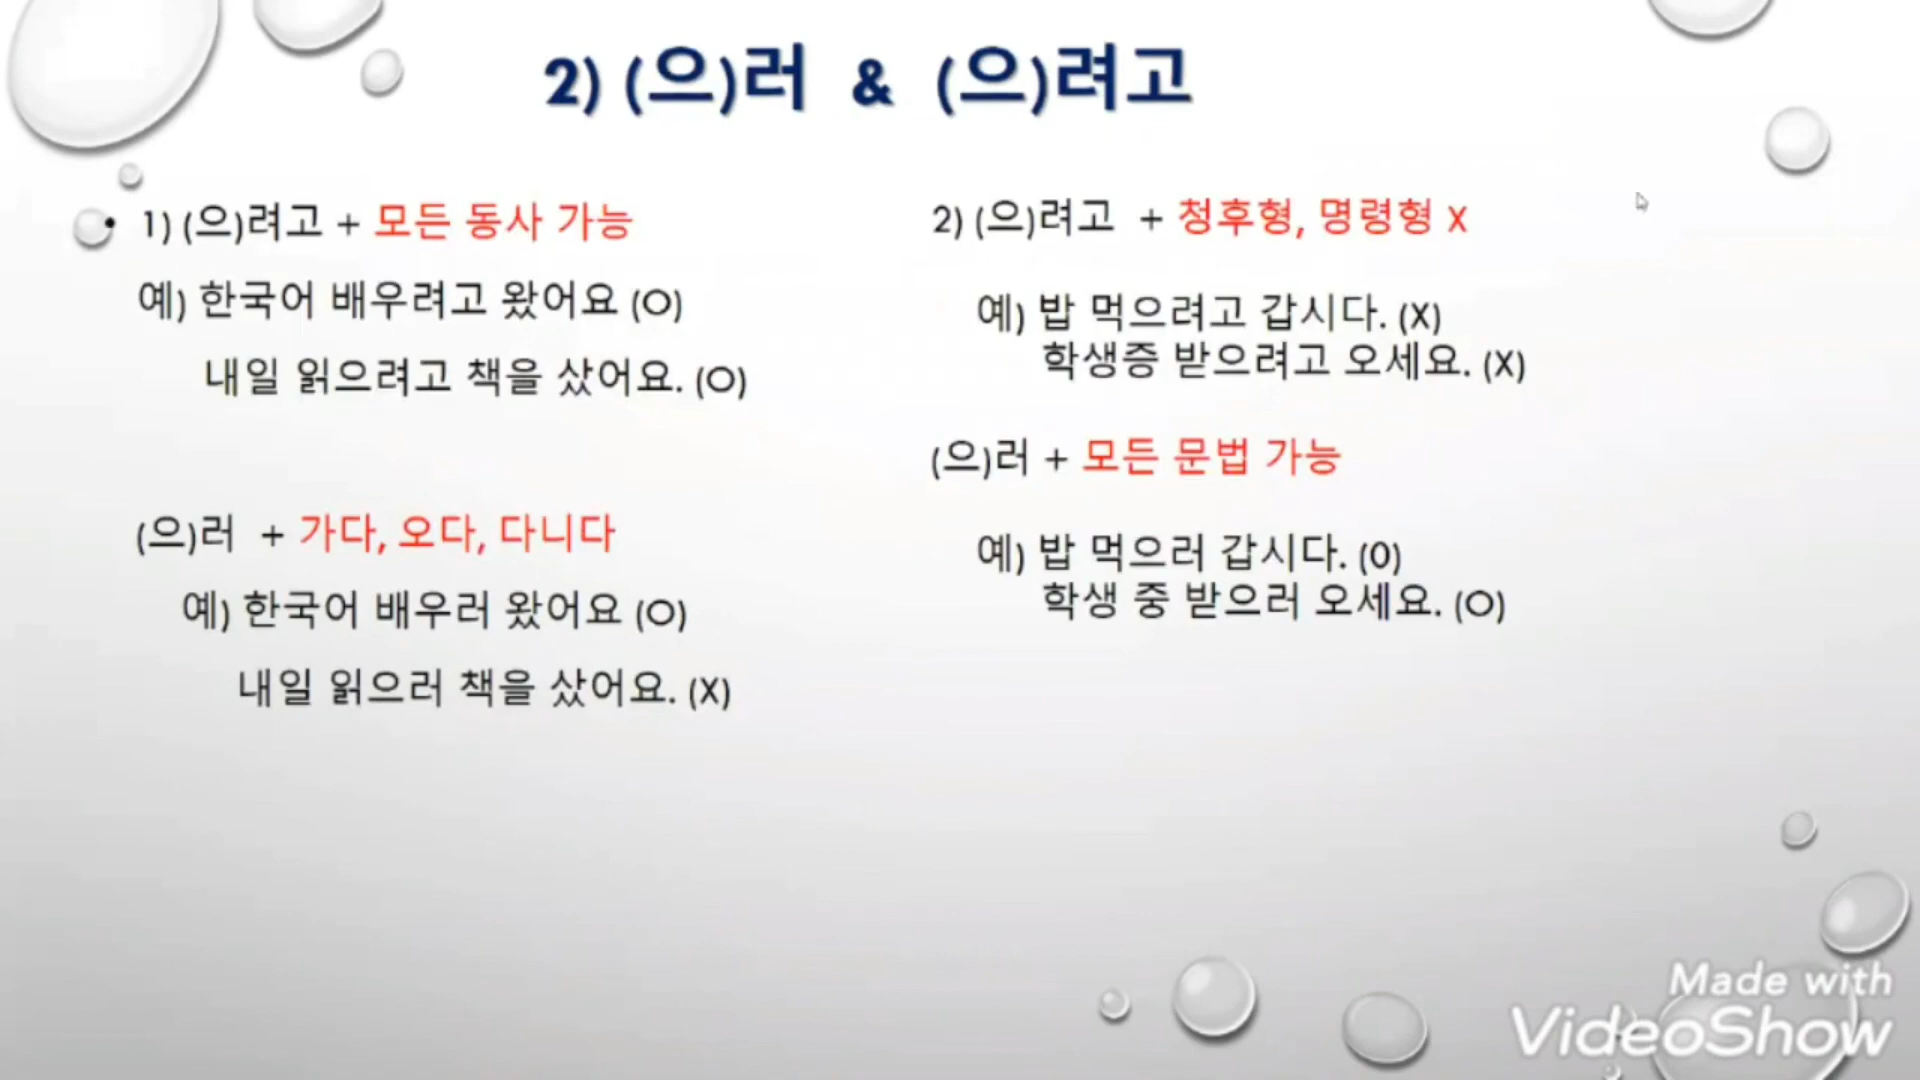 2) (으)러 & (으)려고
• 1) (으)려고 + 모든 동사 가능
예) 한국어 배우려고 왔어요 (O)
내일 읽으려고 책을 샀어요. (O)
(으)러 + 가다, 오다, 다니다
예) 한국어 배우러 왔어요 (O)
내일 읽으러 책을 샀어요. (X)
2) (으)려고 + 청후형, 명령형 X
예) 밥 먹으려고 갑시다. (X)
학생증 받으려고 오세요. (X)
(으)러 + 모든 문법 가능
예) 밥 먹으러 갑시다. (0)
학생 중 받으러 오세요. (O)
Made with
VideoShow